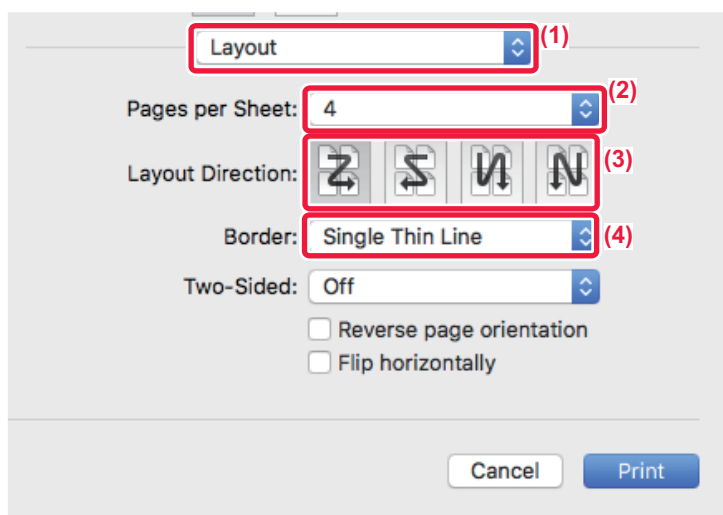 Layout (1)
Pages per Sheet: 4 (2)
Layout Direction: (3)
Border: Single Thin Line (4)
Two-Sided: Off
Reverse page orientation
Flip horizontally
Cancel Print